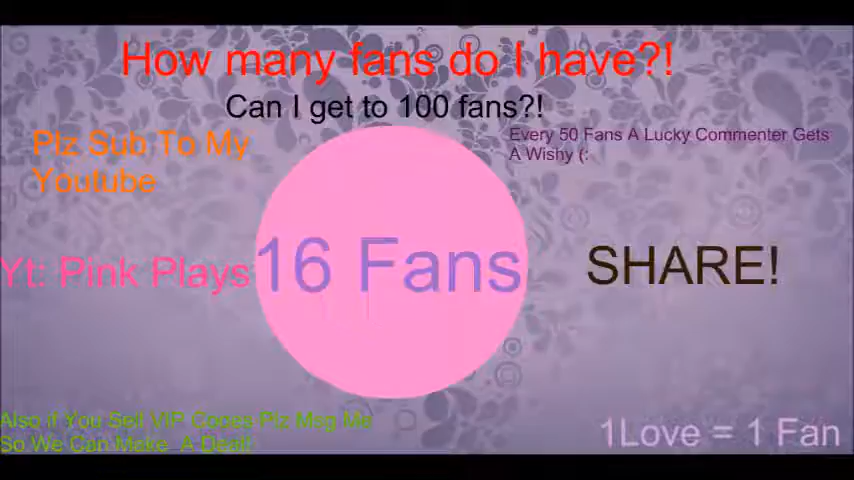 How many fans do I have?!
Can I get to 100 fans?!
Plz Sub To My
Youtube
Every 50 Fans A Lucky Commenter Gets
A Wishy (:
Yt: Pink Plays
16 Fans
SHARE!
Also if You Sell VIP Codes Plz Msg Me
So We Can Make A Deal!
1Love = 1 Fan